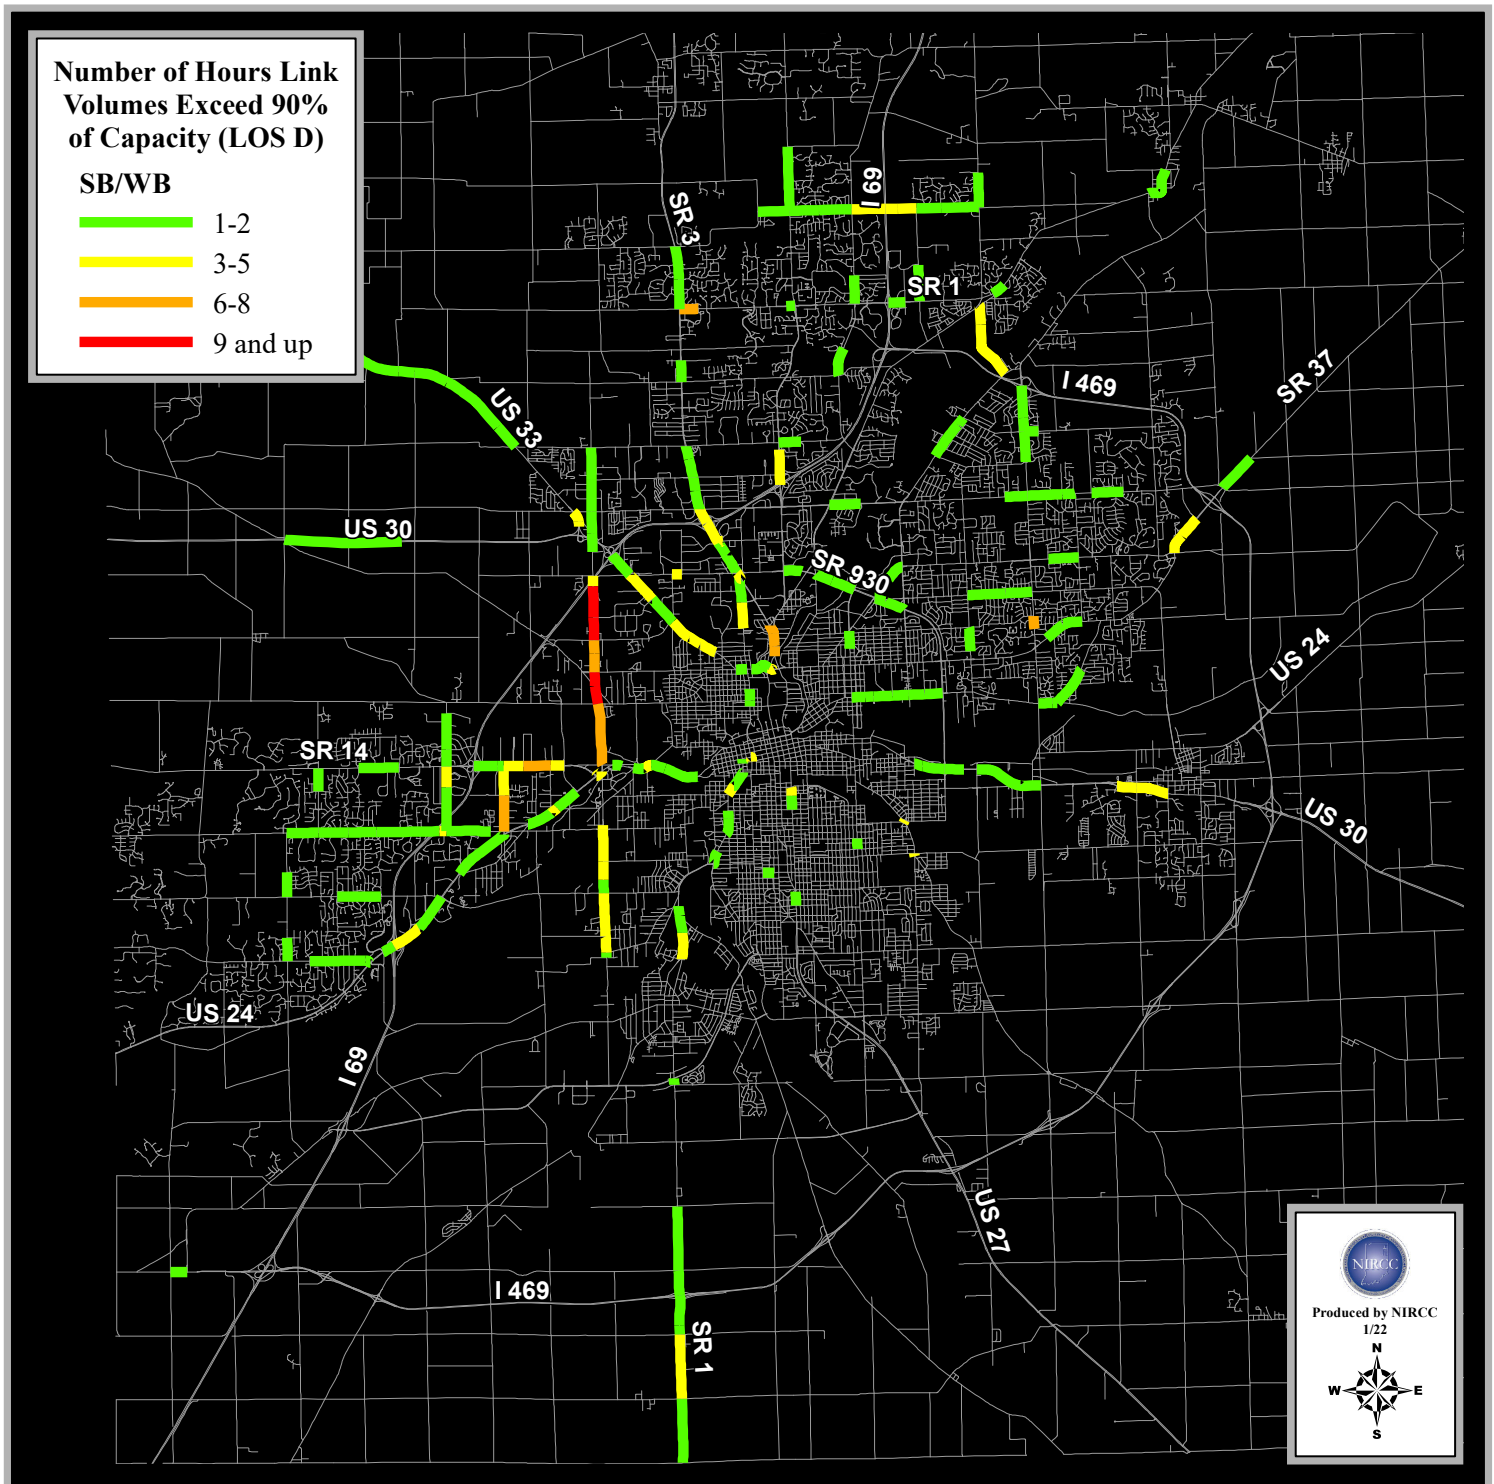 Number of Hours Link
Volumes Exceed 90%
of Capacity (LOS D)
SB/WB
1-2
3-5
6-8
9 and up
I 69
SR 3
SR 1
US 33
I 469
SR 37
US 30
SR 930
US 24
SR 14
US 30
US 24
I 69
US 27
I 469
SR 1
NIRCC
Produced by NIRCC
1/22
N
W
E
S